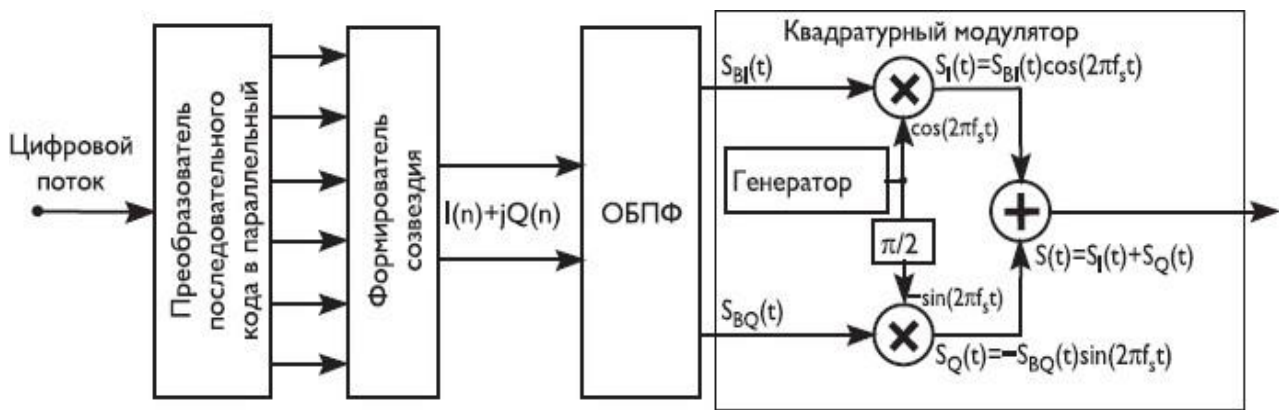 Цифровой
поток
Преобразователь
последовательного
кода в параллельный
Формирователь
созвездия
I(n)+jQ(n)
ОБПФ
Квадратурный модулятор
S_BI(t)
S_I(t)=S_BI(t)cos(2πf_st)
cos(2πf_st)
Генератор
π/2
S(t)=S_I(t)+S_Q(t)
−sin(2πf_st)
S_BQ(t)
S_Q(t)=−S_BQ(t)sin(2πf_st)